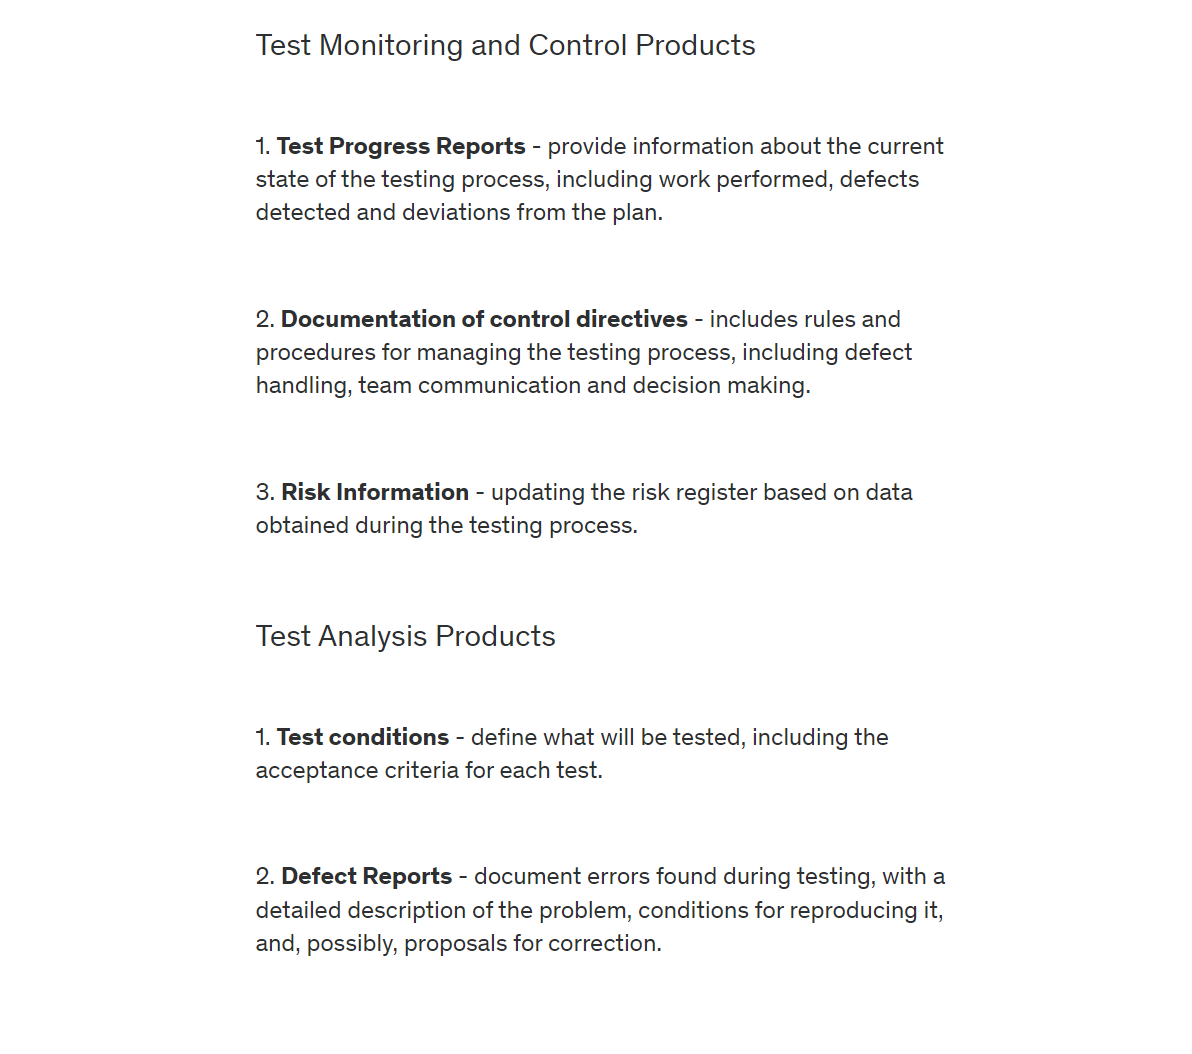 Test Monitoring and Control Products
1. Test Progress Reports - provide information about the current
state of the testing process, including work performed, defects
detected and deviations from the plan.
2. Documentation of control directives - includes rules and
procedures for managing the testing process, including defect
handling, team communication and decision making.
3. Risk Information - updating the risk register based on data
obtained during the testing process.
Test Analysis Products
1. Test conditions - define what will be tested, including the
acceptance criteria for each test.
2. Defect Reports - document errors found during testing, with a
detailed description of the problem, conditions for reproducing it,
and, possibly, proposals for correction.